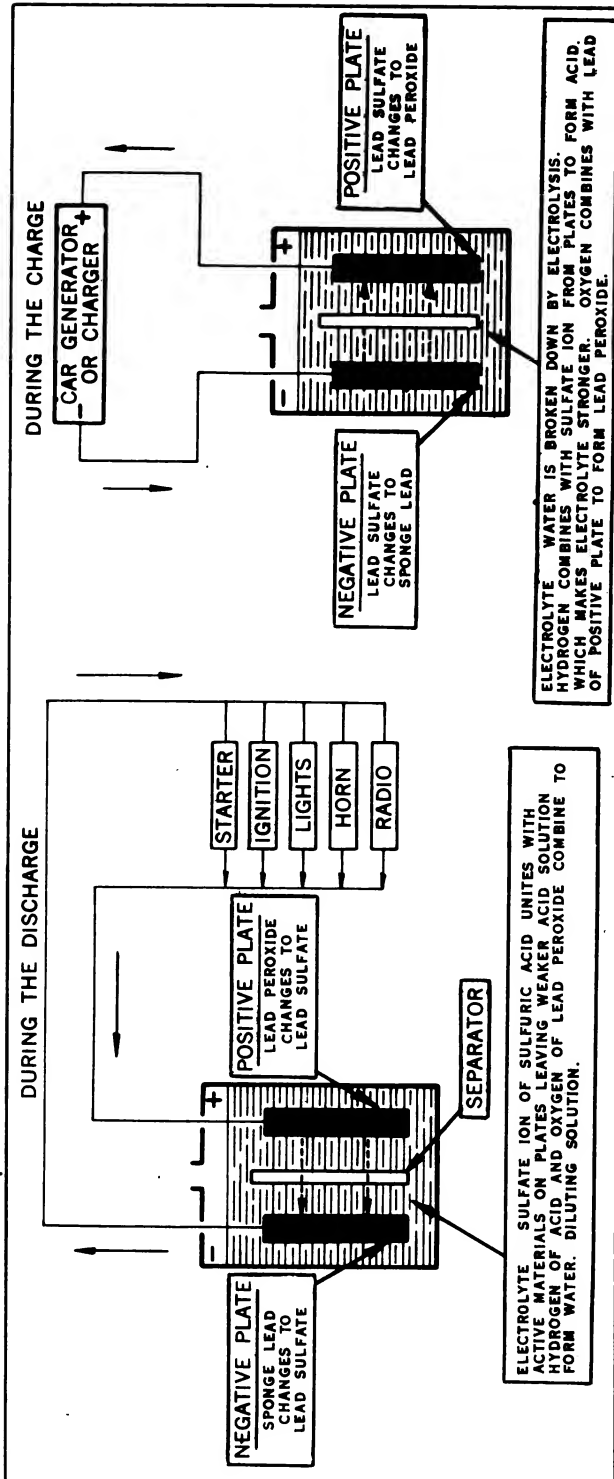 DURING THE DISCHARGE
STARTER
IGNITION
LIGHTS
HORN
RADIO
NEGATIVE PLATE
SPONGE LEAD
CHANGES TO
LEAD SULFATE
- +
POSITIVE PLATE
LEAD PEROXIDE
CHANGES TO
LEAD SULFATE
SEPARATOR
ELECTROLYTE SULFATE ION OF SULFURIC ACID UNITES WITH
ACTIVE MATERIALS ON PLATES LEAVING WEAKER ACID SOLUTION
HYDROGEN OF ACID AND OXYGEN OF LEAD PEROXIDE COMBINE TO
FORM WATER. DILUTING SOLUTION.
DURING THE CHARGE
CAR GENERATOR
- OR CHARGER +
NEGATIVE PLATE
LEAD SULFATE
CHANGES TO
SPONGE LEAD
- +
POSITIVE PLATE
LEAD SULFATE
CHANGES TO
LEAD PEROXIDE
ELECTROLYTE WATER IS BROKEN DOWN BY ELECTROLYSIS.
HYDROGEN COMBINES WITH SULFATE ION FROM PLATES TO FORM ACID.
WHICH MAKES ELECTROLYTE STRONGER. OXYGEN COMBINES WITH LEAD
OF POSITIVE PLATE TO FORM LEAD PEROXIDE.